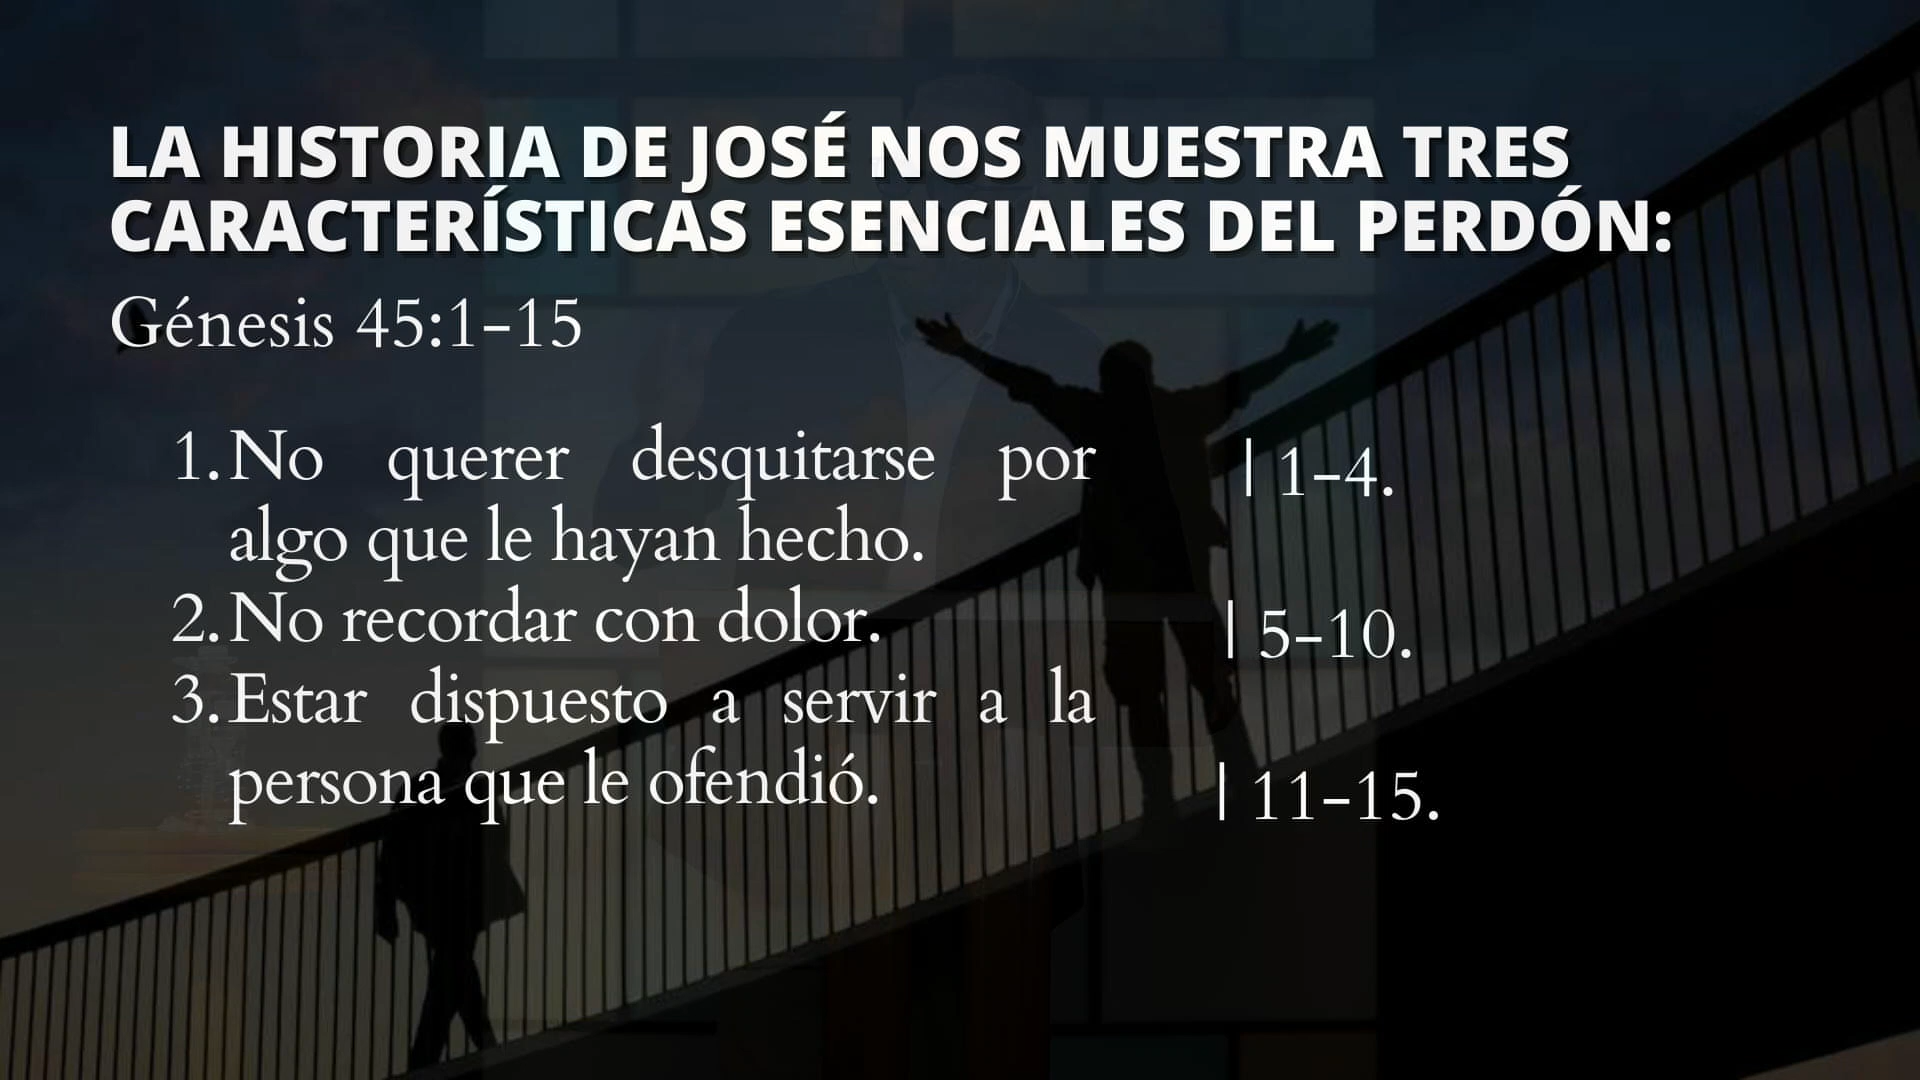 LA HISTORIA DE JOSÉ NOS MUESTRA TRES
CARACTERÍSTICAS ESENCIALES DEL PERDÓN:
Génesis 45:1-15
1. No querer desquitarse por | 1-4.
algo que le hayan hecho.
2. No recordar con dolor. | 5-10.
3. Estar dispuesto a servir a la
persona que le ofendió. | 11-15.